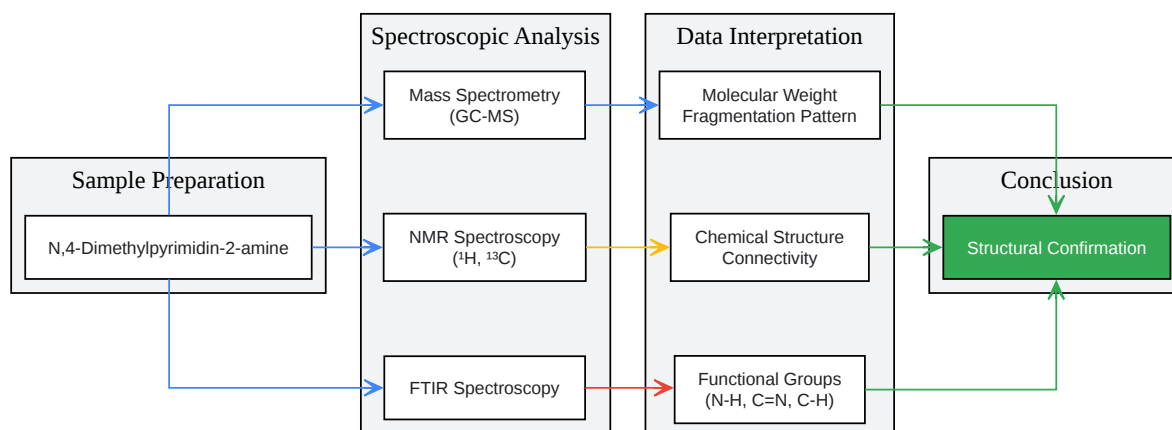 Sample Preparation
N,4-Dimethylpyrimidin-2-amine
Spectroscopic Analysis
Mass Spectrometry
(GC-MS)
NMR Spectroscopy
(¹H, ¹³C)
FTIR Spectroscopy
Data Interpretation
Molecular Weight
Fragmentation Pattern
Chemical Structure
Connectivity
Functional Groups
(N-H, C=N, C-H)
Conclusion
Structural Confirmation